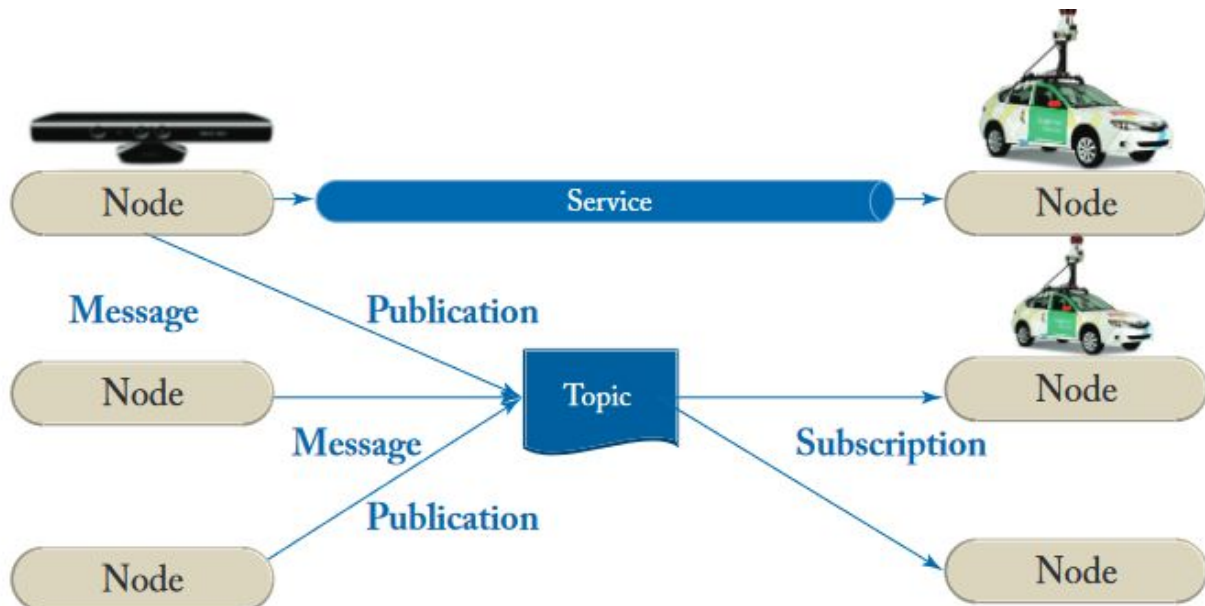 Node
Service
Node
Message
Publication
Node
Topic
Node
Message
Subscription
Publication
Node
Node